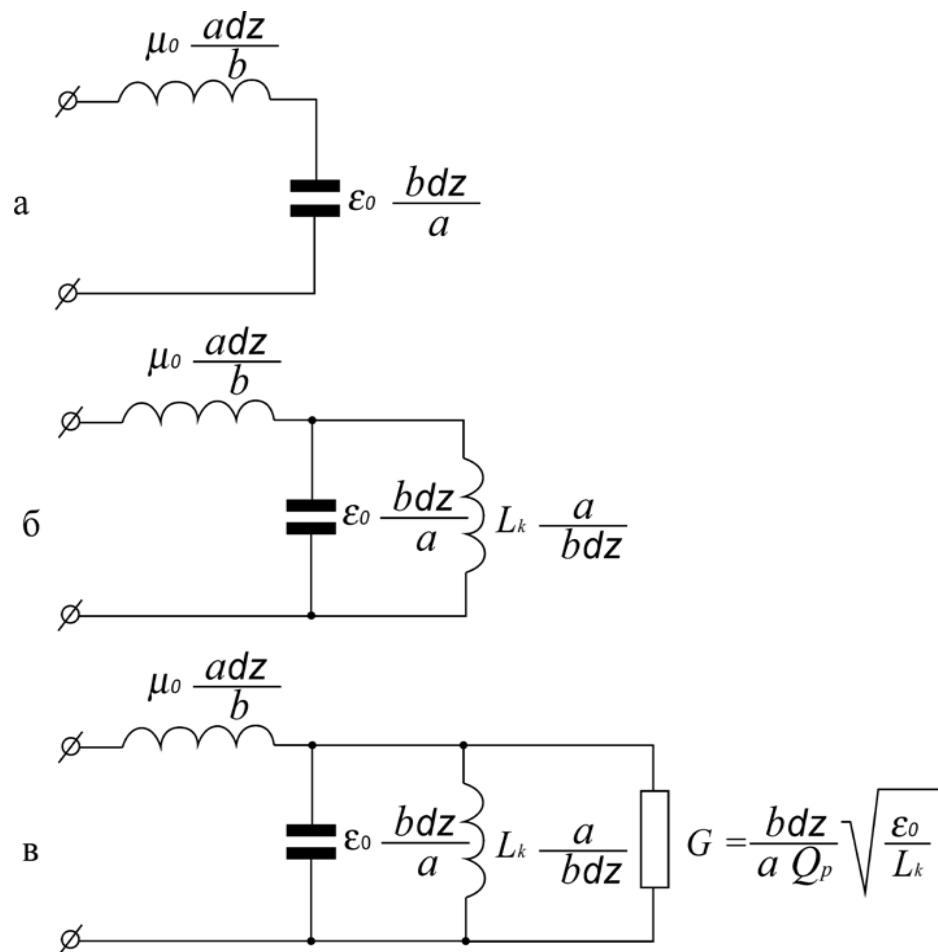 μ₀ adz/b
а
ε₀ bdz/a
μ₀ adz/b
б
ε₀ bdz/a
Lₖ a/bdz
μ₀ adz/b
в
ε₀ bdz/a
Lₖ a/bdz
G = bdz/(a Qₚ) √(ε₀/Lₖ)